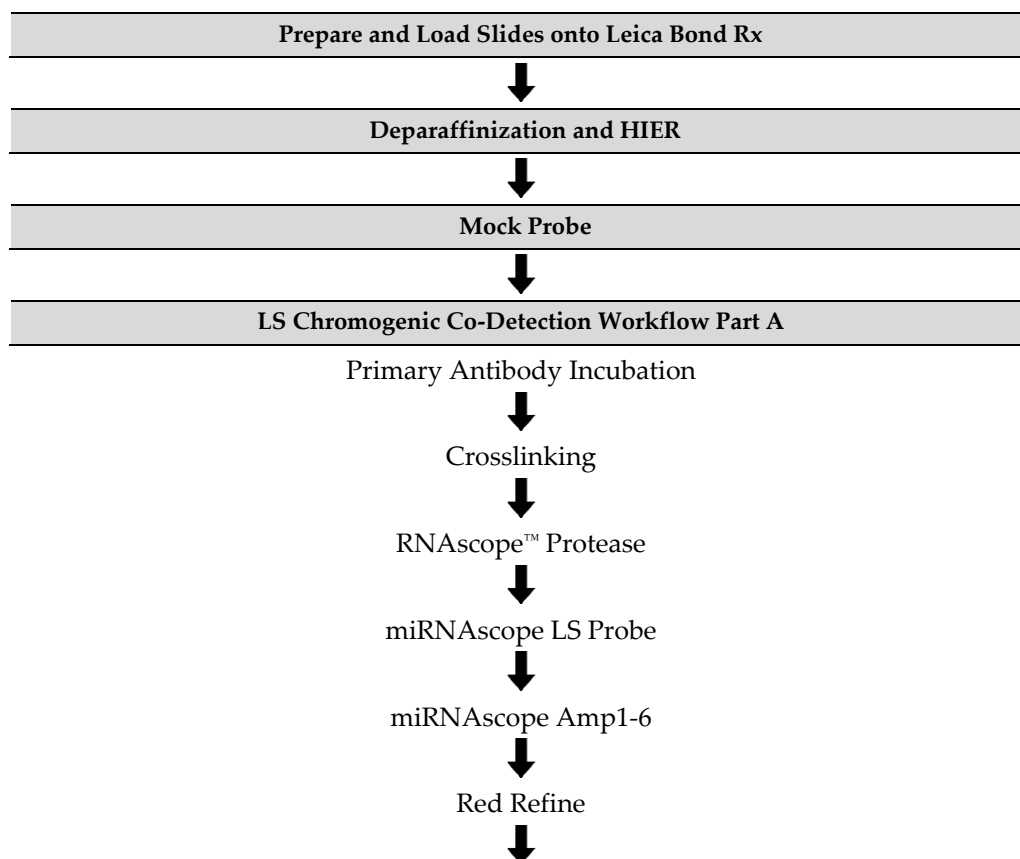 Prepare and Load Slides onto Leica Bond Rx
Deparaffinization and HIER
Mock Probe
LS Chromogenic Co-Detection Workflow Part A
Primary Antibody Incubation
Crosslinking
RNAscope™ Protease
miRNAscope LS Probe
miRNAscope Amp1-6
Red Refine